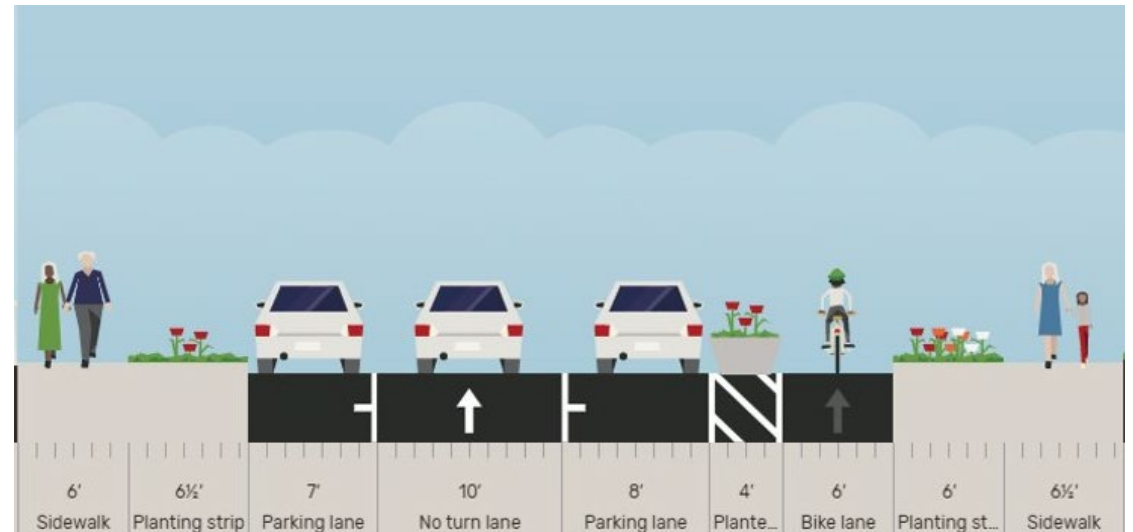 6' 6½' 7' 10' 8' 4' 6' 6' 6½'
Sidewalk Planting strip Parking lane No turn lane Parking lane Plante... Bike lane Planting st... Sidewalk